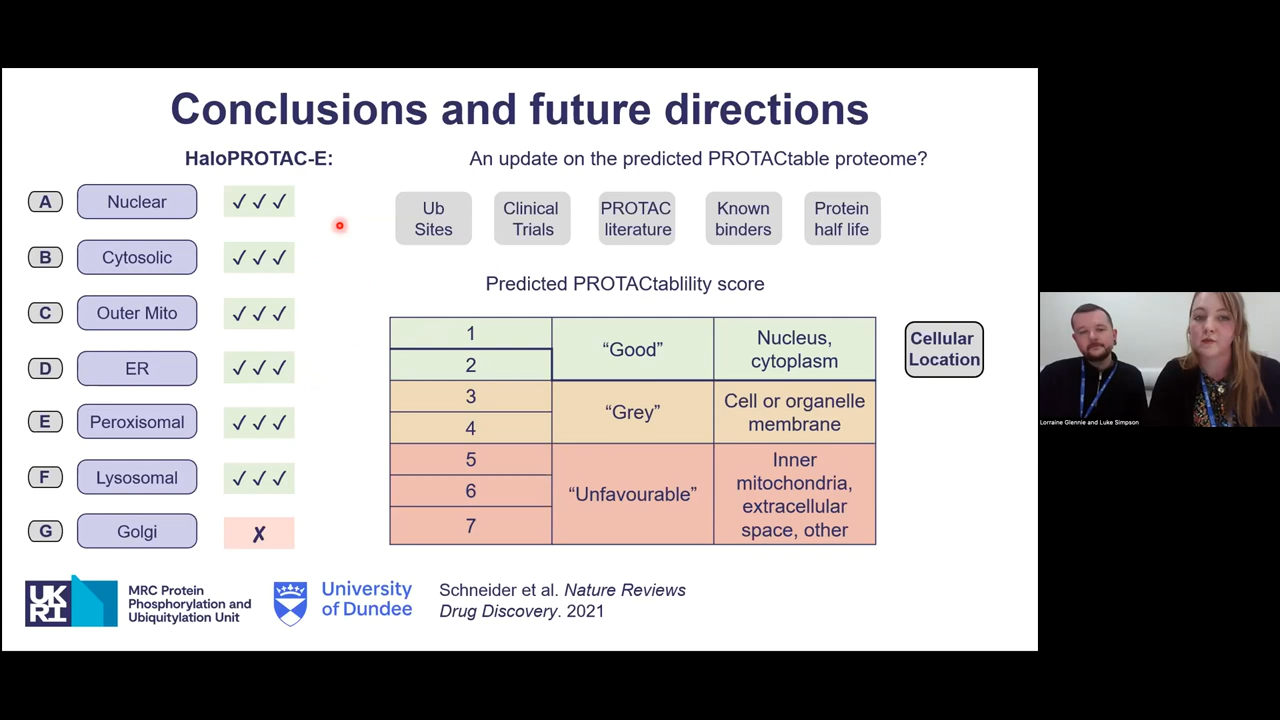 Conclusions and future directions
HaloPROTAC-E:
A Nuclear ✓ ✓ ✓
B Cytosolic ✓ ✓ ✓
C Outer Mito ✓ ✓ ✓
D ER ✓ ✓ ✓
E Peroxisomal ✓ ✓ ✓
F Lysosomal ✓ ✓ ✓
G Golgi ✗
An update on the predicted PROTACtable proteome?
Ub
Sites
Clinical
Trials
PROTAC
literature
Known
binders
Protein
half life
Predicted PROTACtablility score
1
2
“Good”
Nucleus,
cytoplasm
3
4
“Grey”
Cell or organelle
membrane
5
6
7
“Unfavourable”
Inner
mitochondria,
extracellular
space, other
Cellular
Location
UK
RI
MRC Protein
Phosphorylation and
Ubiquitylation Unit
University
of Dundee
Schneider et al. Nature Reviews
Drug Discovery. 2021
Lorraine Glennie and Luke Simpson